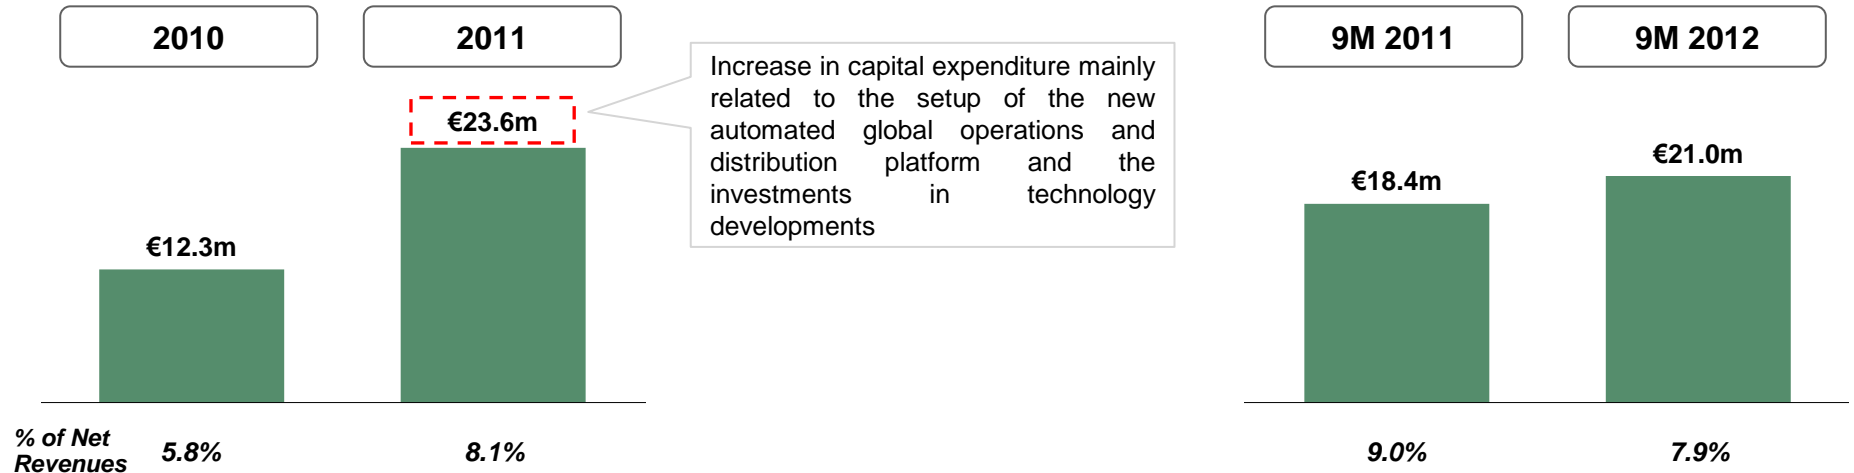 2010
2011
9M 2011
9M 2012
€23.6m
€12.3m
Increase in capital expenditure mainly
related to the setup of the new
automated global operations and
distribution platform and the
investments in technology
developments
€18.4m
€21.0m
% of Net
Revenues
5.8%
8.1%
9.0%
7.9%